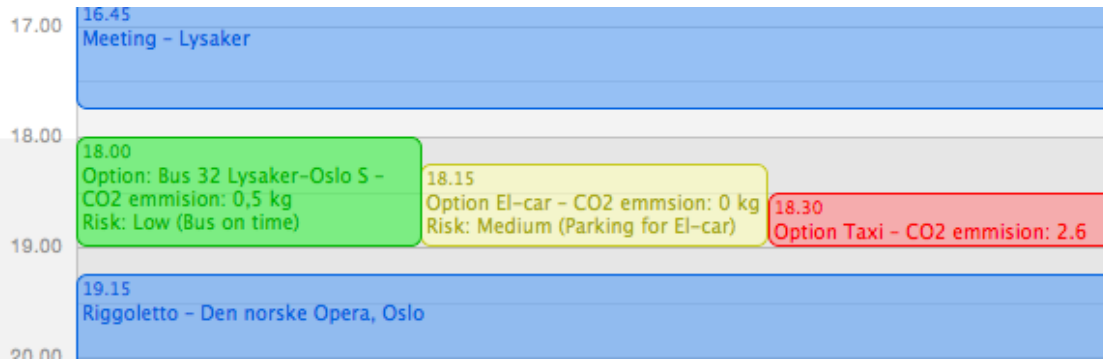 17.00
16.45
Meeting – Lysaker
18.00
18.00
Option: Bus 32 Lysaker-Oslo S –
CO2 emmision: 0,5 kg
Risk: Low (Bus on time)
18.15
Option El-car – CO2 emmsion: 0 kg
Risk: Medium (Parking for El-car)
18.30
Option Taxi – CO2 emmision: 2.6
19.00
19.15
Riggoletto – Den norske Opera, Oslo
20.00